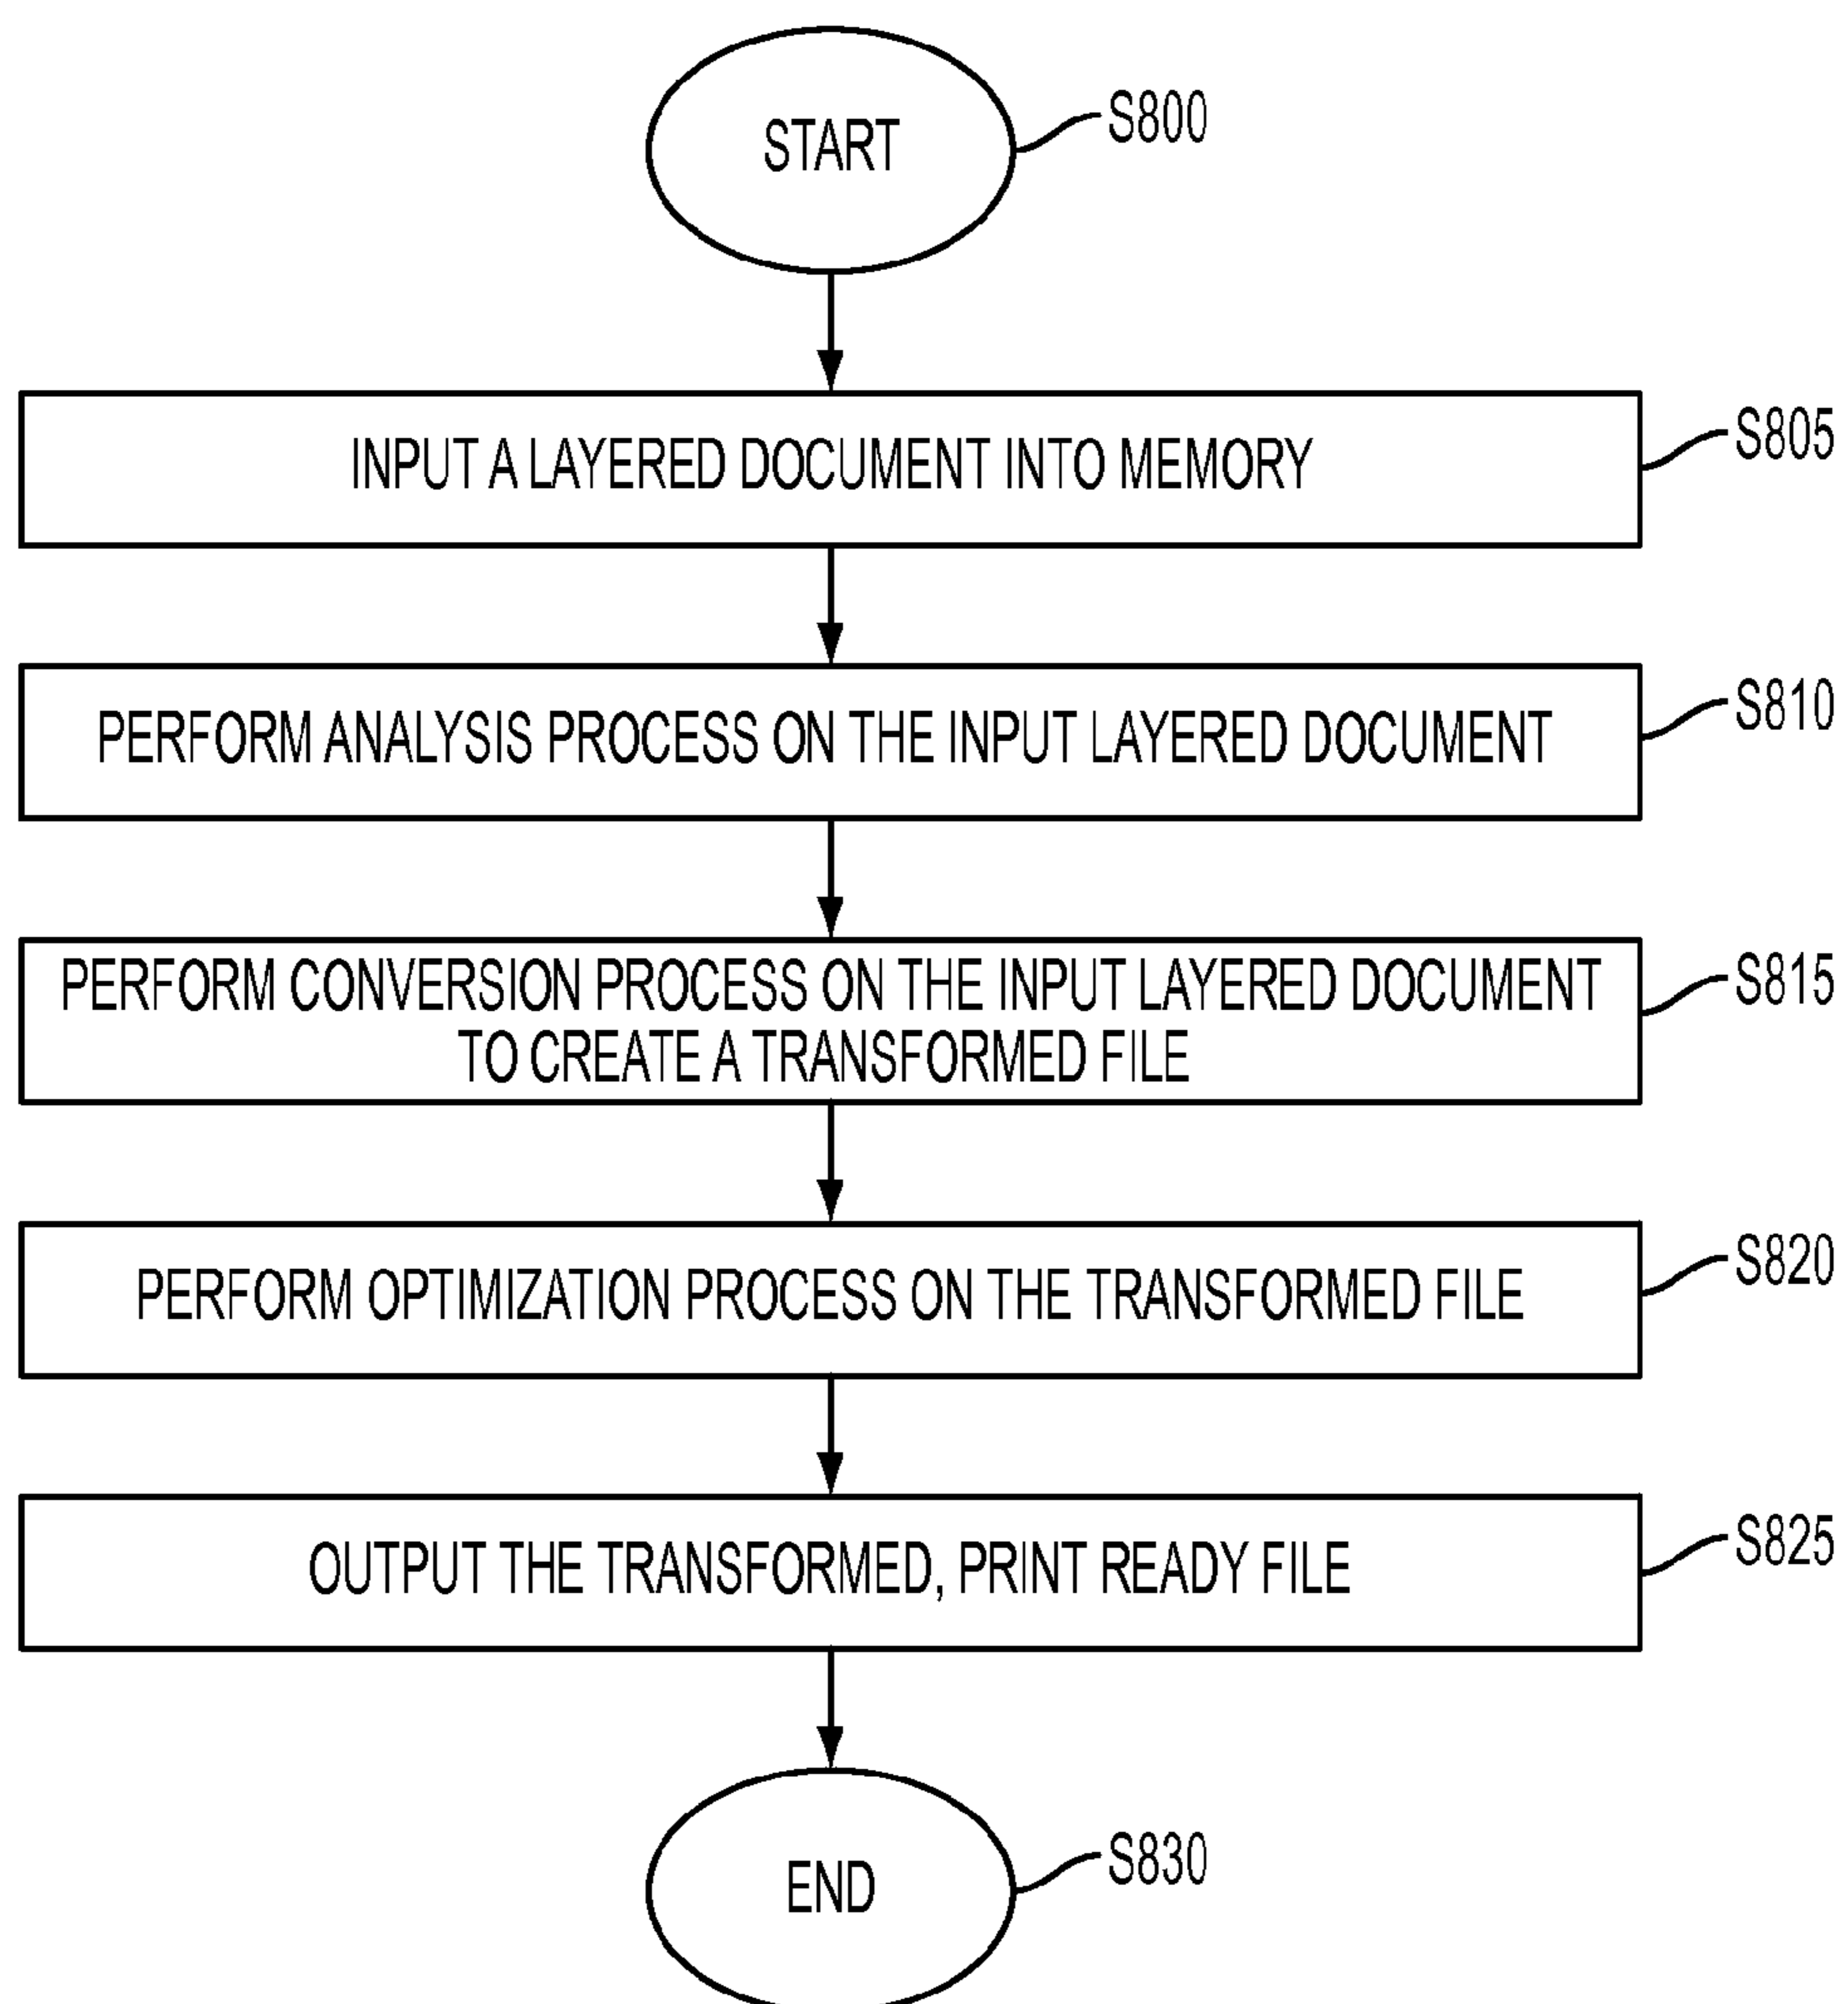 START
S800
INPUT A LAYERED DOCUMENT INTO MEMORY
S805
PERFORM ANALYSIS PROCESS ON THE INPUT LAYERED DOCUMENT
S810
PERFORM CONVERSION PROCESS ON THE INPUT LAYERED DOCUMENT
TO CREATE A TRANSFORMED FILE
S815
PERFORM OPTIMIZATION PROCESS ON THE TRANSFORMED FILE
S820
OUTPUT THE TRANSFORMED, PRINT READY FILE
S825
END
S830